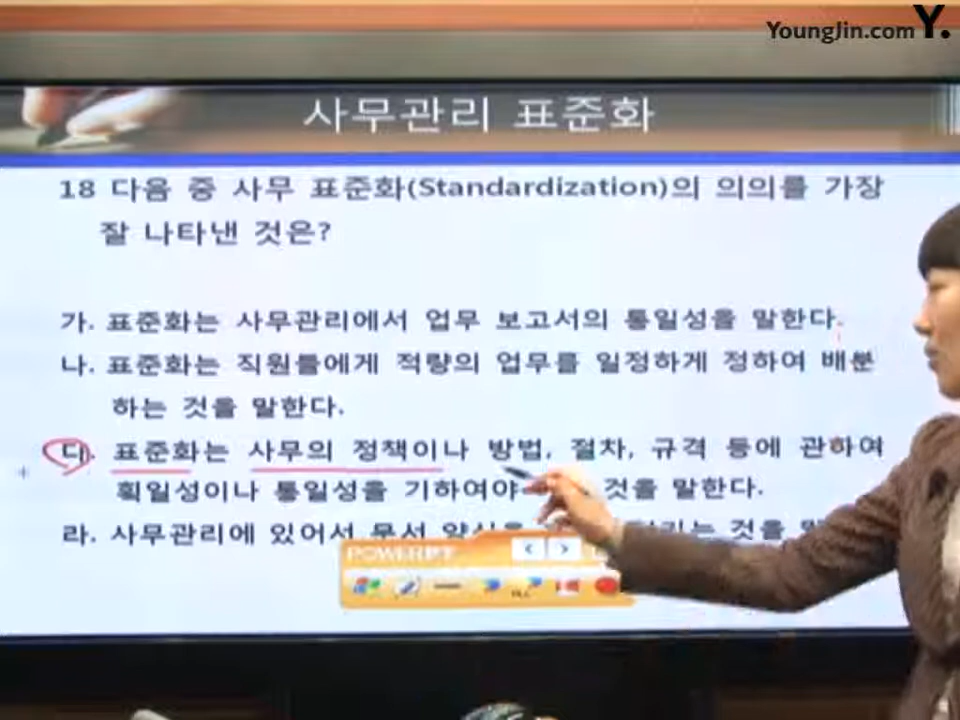 YoungJin.com Y.
사무관리 표준화
18 다음 중 사무 표준화(Standardization)의 의의를 가장
잘 나타낸 것은?
가. 표준화는 사무관리에서 업무 보고서의 통일성을 말한다.
나. 표준화는 직원들에게 적량의 업무를 일정하게 정하여 배분
하는 것을 말한다.
다. 표준화는 사무의 정책이나 방법, 절차, 규격 등에 관하여
획일성이나 통일성을 기하여야 것을 말한다.
라. 사무관리에 있어서 문서 양식을 것을
POWERPT